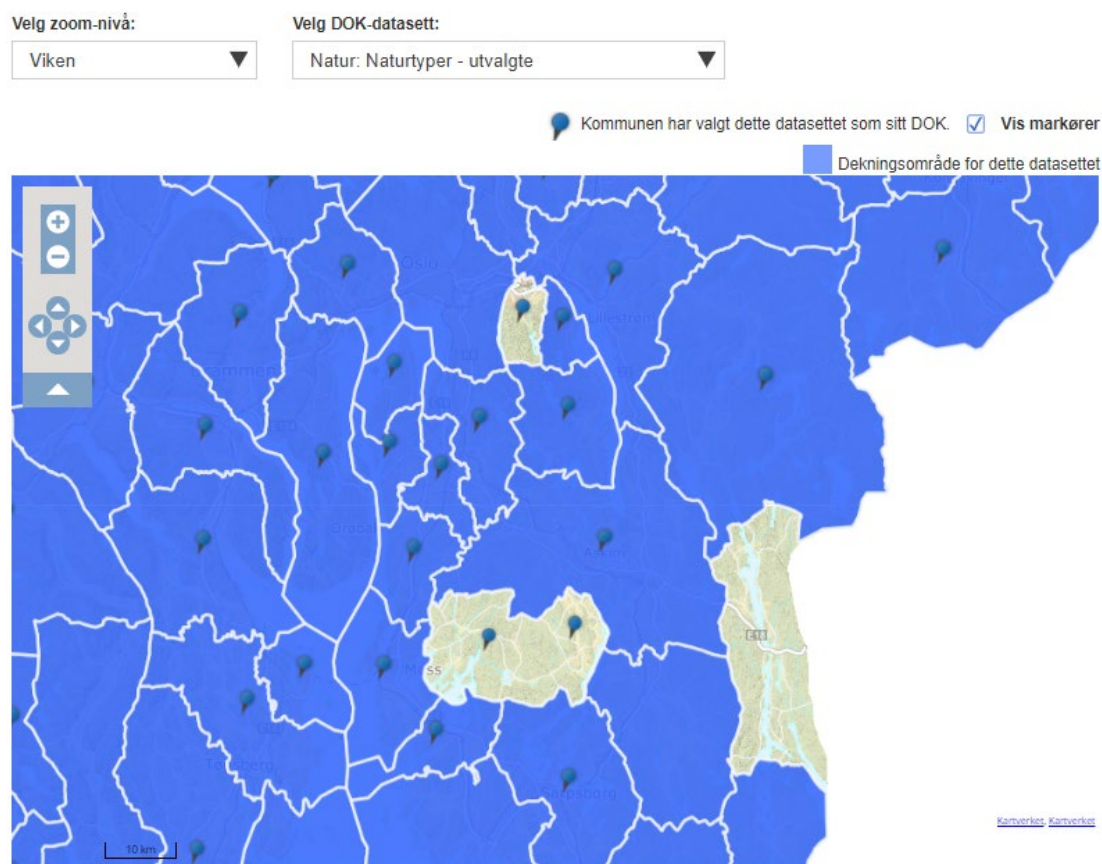 Velg zoom-nivå: Velg DOK-datasett:
Viken Natur: Naturtyper - utvalgte
Kommunen har valgt dette datasettet som sitt DOK. Vis markører
Dekningsområde for dette datasettet
Oslo
Lillestrøm
Drammen
Drøbak
Askim
E18
Moss
Tønsberg
Sarpsborg
Kartverket, Kartverket
10 km